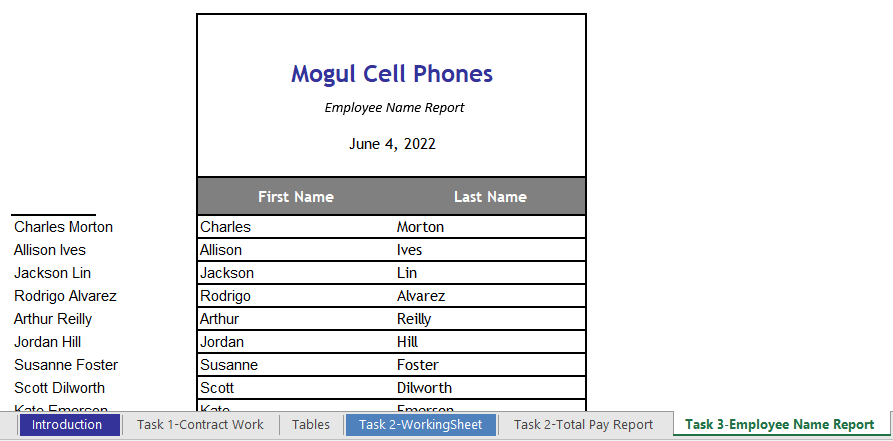 Mogul Cell Phones
Employee Name Report
June 4, 2022
First Name Last Name
Charles Morton Charles Morton
Allison Ives Allison Ives
Jackson Lin Jackson Lin
Rodrigo Alvarez Rodrigo Alvarez
Arthur Reilly Arthur Reilly
Jordan Hill Jordan Hill
Susanne Foster Susanne Foster
Scott Dilworth Scott Dilworth
Kate Emerson Kate Emerson
Introduction Task 1-Contract Work Tables Task 2-WorkingSheet Task 2-Total Pay Report Task 3-Employee Name Report